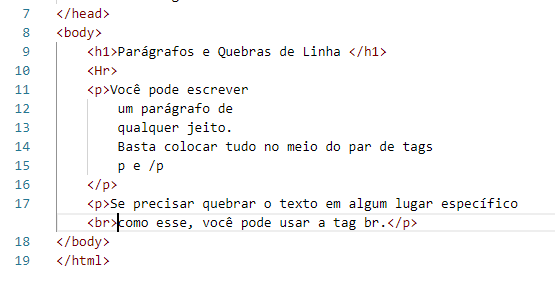 7 </head>
8 <body>
9 <h1>Parágrafos e Quebras de Linha </h1>
10 <Hr>
11 <p>Você pode escrever
12 um parágrafo de
13 qualquer jeito.
14 Basta colocar tudo no meio do par de tags
15 p e /p
16 </p>
17 <p>Se precisar quebrar o texto em algum lugar específico
<br>como esse, você pode usar a tag br.</p>
18 </body>
19 </html>